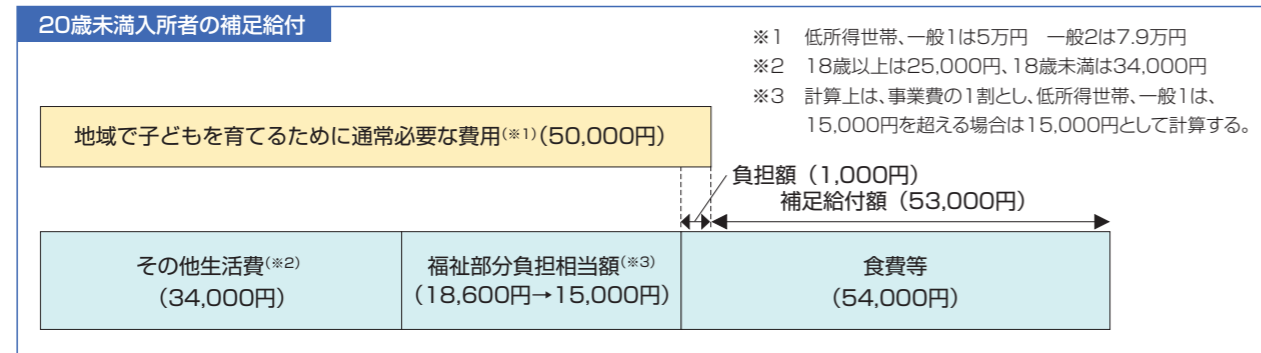 20歳未満入所者の補足給付
※1　低所得世帯、一般1は5万円　一般2は7.9万円
※2　18歳以上は25,000円、18歳未満は34,000円
※3　計算上は、事業費の1割とし、低所得世帯、一般1は、
15,000円を超える場合は15,000円として計算する。
地域で子どもを育てるために通常必要な費用(※1)(50,000円)
負担額（1,000円）
補足給付額（53,000円）
その他生活費(※2)
（34,000円）
福祉部分負担相当額(※3)
（18,600円→15,000円）
食費等
（54,000円）